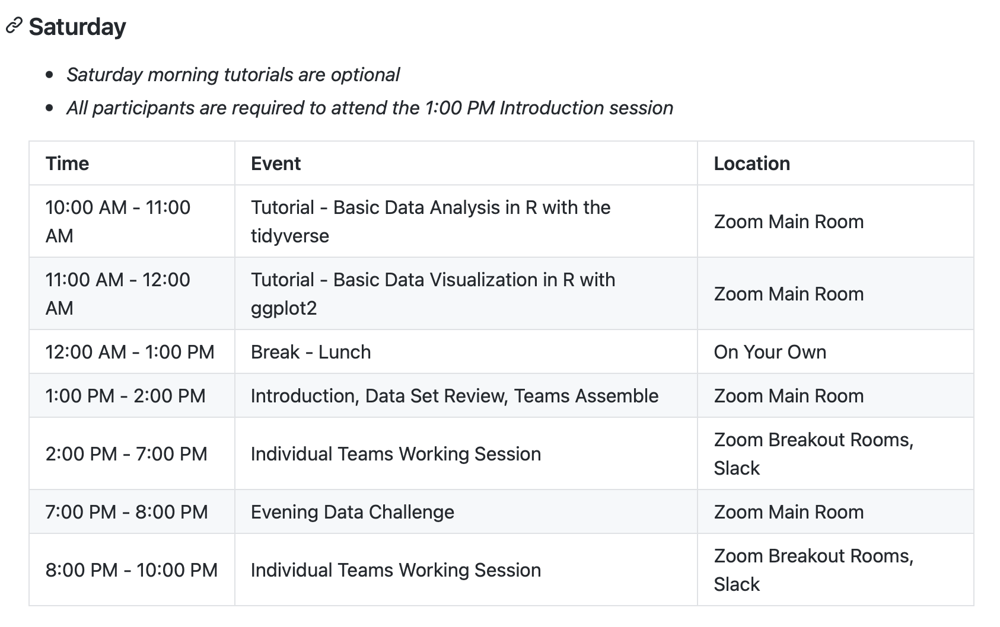 Saturday
Saturday morning tutorials are optional
All participants are required to attend the 1:00 PM Introduction session
Time Event Location
10:00 AM - 11:00
AM
Tutorial - Basic Data Analysis in R with the
tidyverse
Zoom Main Room
11:00 AM - 12:00
AM
Tutorial - Basic Data Visualization in R with
ggplot2
Zoom Main Room
12:00 AM - 1:00 PM Break - Lunch On Your Own
1:00 PM - 2:00 PM Introduction, Data Set Review, Teams Assemble Zoom Main Room
2:00 PM - 7:00 PM Individual Teams Working Session Zoom Breakout Rooms,
Slack
7:00 PM - 8:00 PM Evening Data Challenge Zoom Main Room
8:00 PM - 10:00 PM Individual Teams Working Session Zoom Breakout Rooms,
Slack